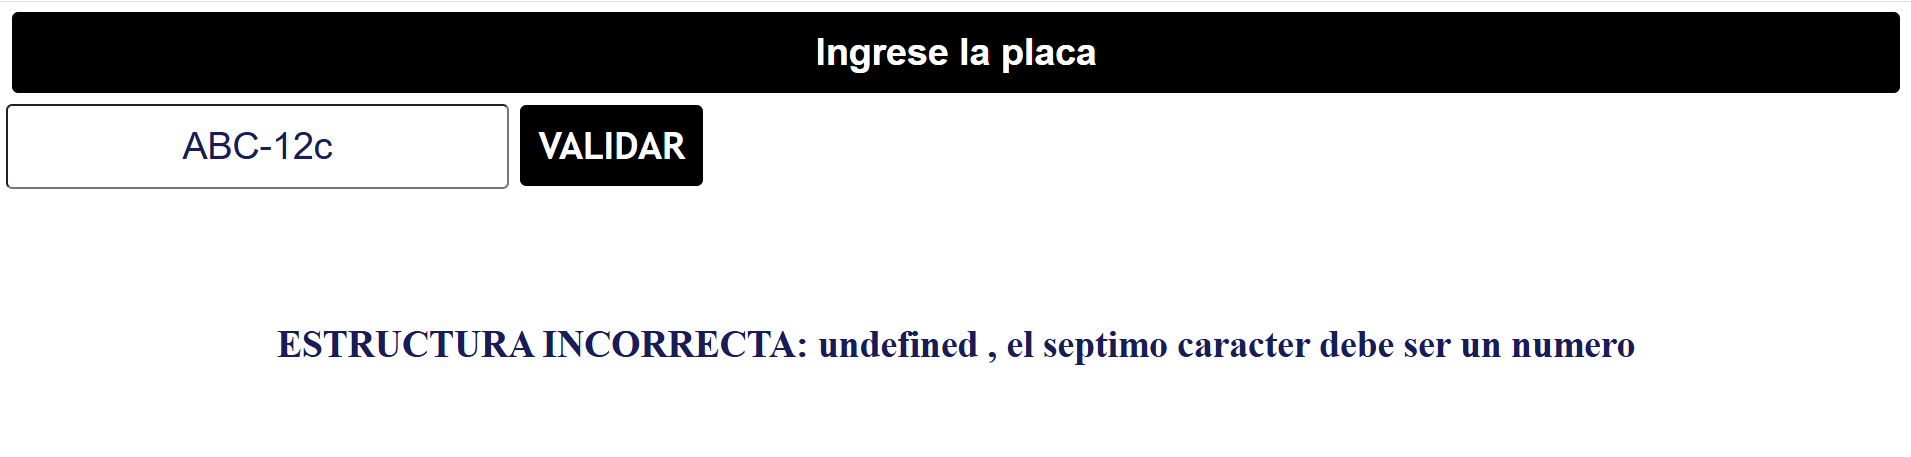 Ingrese la placa
ABC-12c
VALIDAR
ESTRUCTURA INCORRECTA: undefined , el septimo caracter debe ser un numero